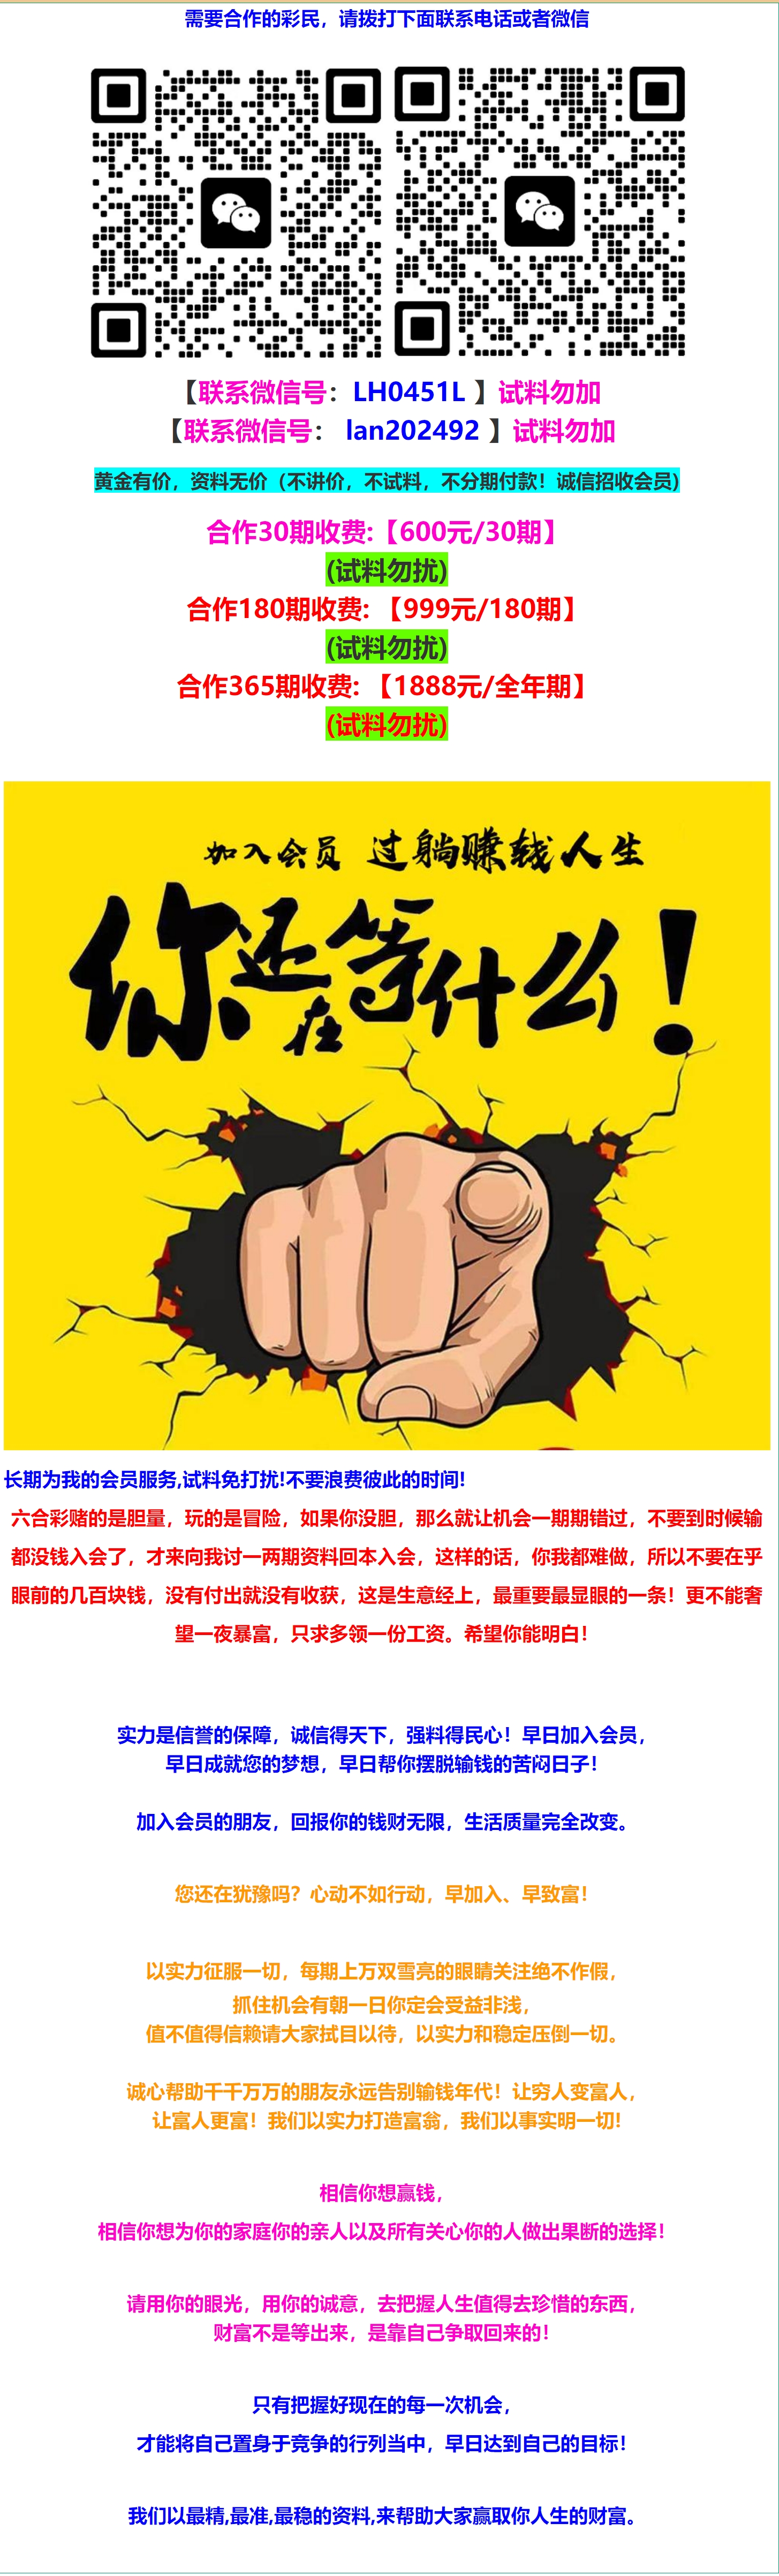 需要合作的彩民，请拨打下面联系电话或者微信
【联系微信号：LH0451L 】试料勿加
【联系微信号： lan202492 】试料勿加
黄金有价，资料无价（不讲价，不试料，不分期付款！诚信招收会员)
合作30期收费:【600元/30期】
(试料勿扰)
合作180期收费: 【999元/180期】
(试料勿扰)
合作365期收费: 【1888元/全年期】
(试料勿扰)
加入会员 过躺赚钱人生
你还在等什么！
长期为我的会员服务,试料免打扰!不要浪费彼此的时间!
六合彩赌的是胆量，玩的是冒险，如果你没胆，那么就让机会一期期错过，不要到时候输
都没钱入会了，才来向我讨一两期资料回本入会，这样的话，你我都难做，所以不要在乎
眼前的几百块钱，没有付出就没有收获，这是生意经上，最重要最显眼的一条！更不能奢
望一夜暴富，只求多领一份工资。希望你能明白！
实力是信誉的保障，诚信得天下，强料得民心！早日加入会员，
早日成就您的梦想，早日帮你摆脱输钱的苦闷日子！
加入会员的朋友，回报你的钱财无限，生活质量完全改变。
您还在犹豫吗？心动不如行动，早加入、早致富！
以实力征服一切，每期上万双雪亮的眼睛关注绝不作假，
抓住机会有朝一日你定会受益非浅，
值不值得信赖请大家拭目以待，以实力和稳定压倒一切。
诚心帮助千千万万的朋友永远告别输钱年代！让穷人变富人，
让富人更富！我们以实力打造富翁，我们以事实明一切!
相信你想赢钱，
相信你想为你的家庭你的亲人以及所有关心你的人做出果断的选择！
请用你的眼光，用你的诚意，去把握人生值得去珍惜的东西，
财富不是等出来，是靠自己争取回来的！
只有把握好现在的每一次机会，
才能将自己置身于竞争的行列当中，早日达到自己的目标！
我们以最精,最准,最稳的资料,来帮助大家赢取你人生的财富。